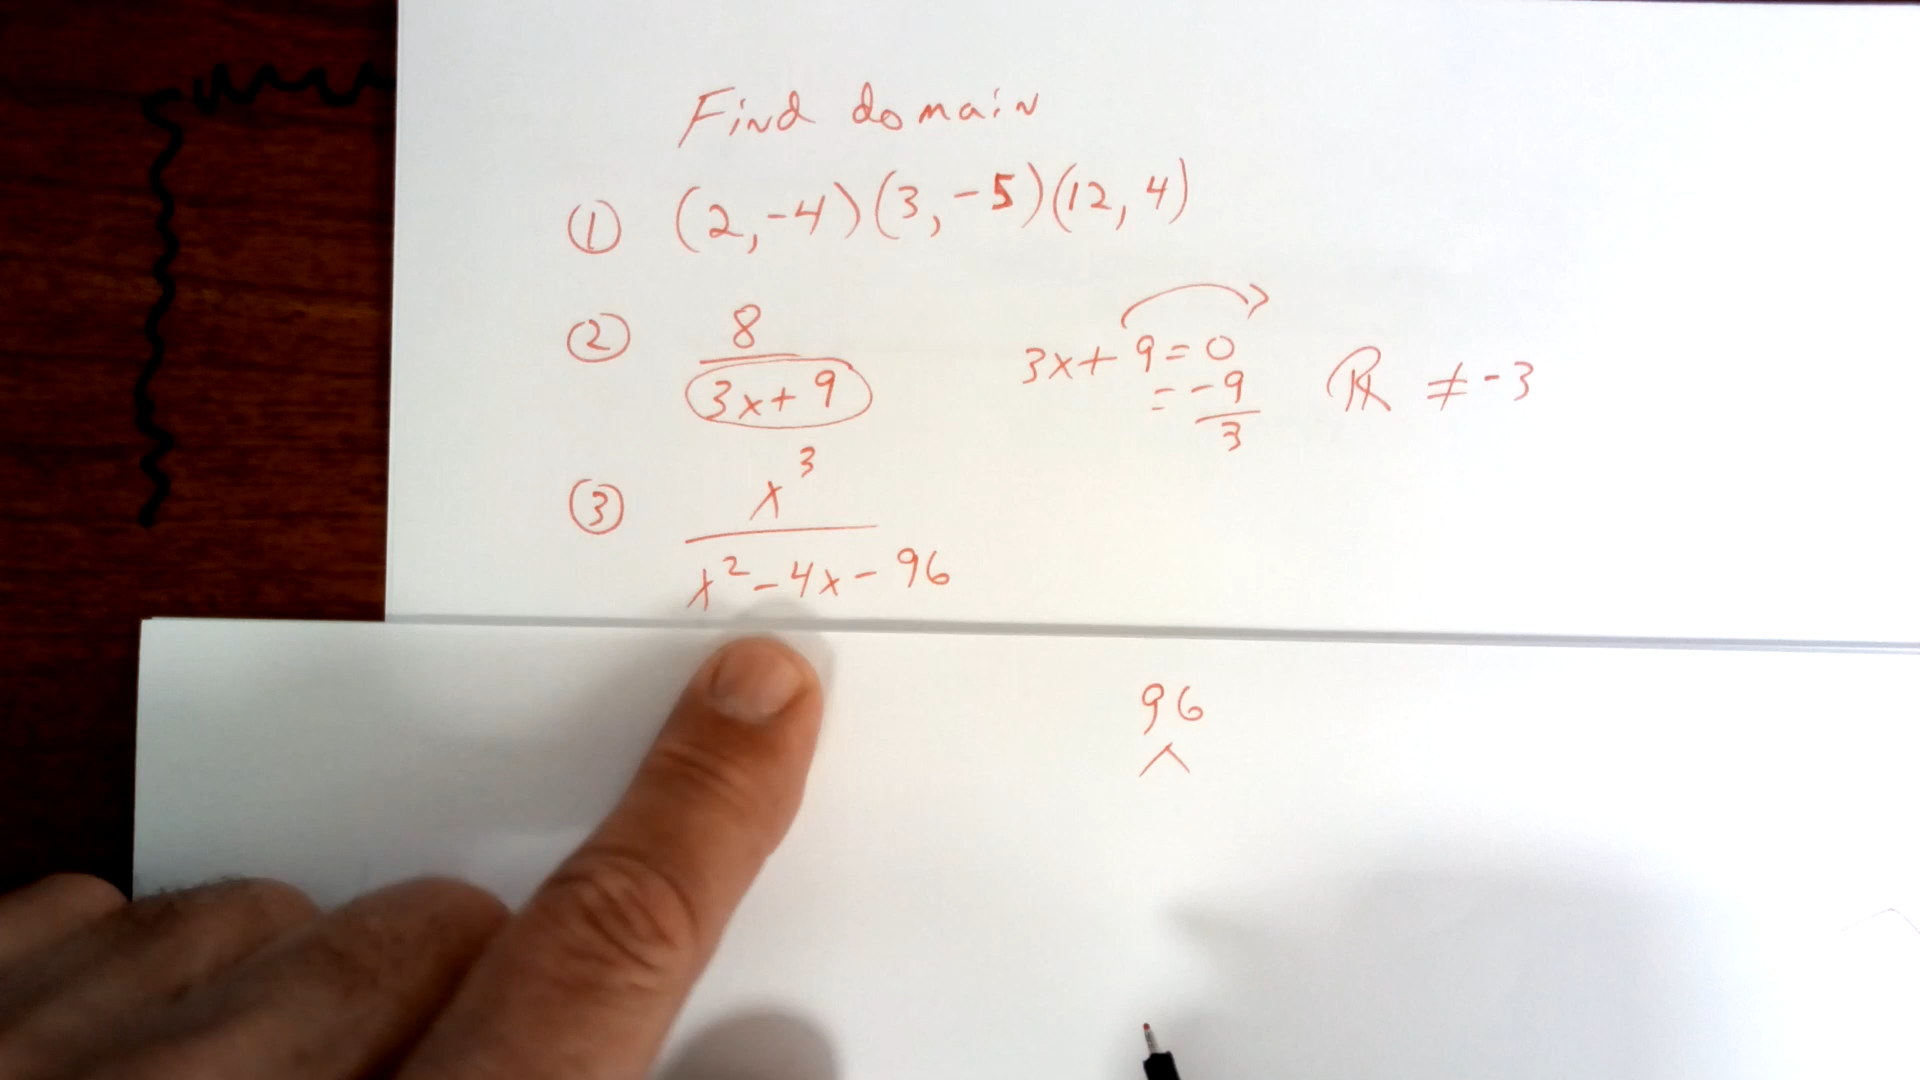 Find domain
① (2,-4)(3,-5)(12,4)
② 8
3x+9
3x+9=0
=-9
3
ℝ ≠-3
③ x³
x²-4x-96
96